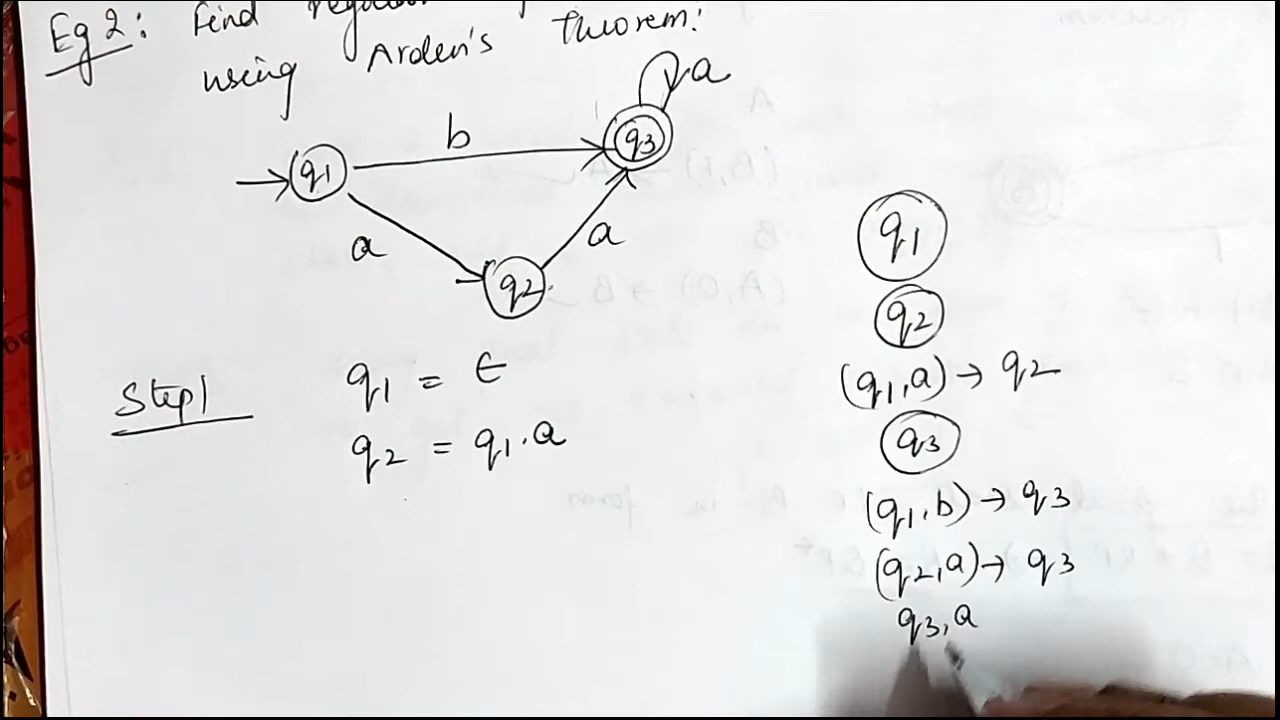 Eg 2: Find
using Arden's theorem:
a
b
q1
q3
a
a
q2
Step 1
q1 = ϵ
q2 = q1.a
q1
q2
(q1,a) → q2
q3
(q1,b) → q3
(q2,a) → q3
q3,a